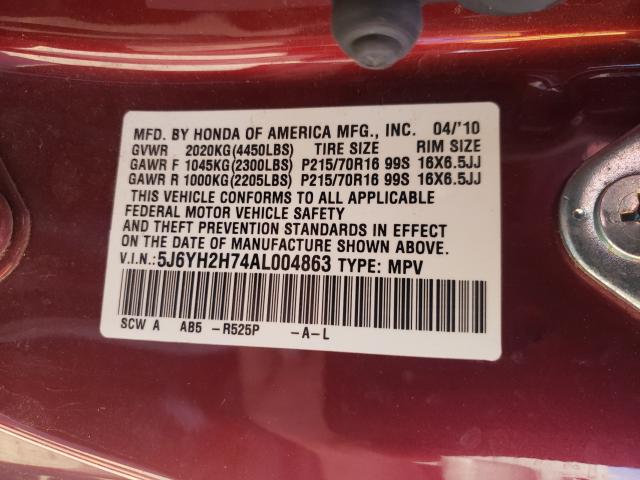 MFD. BY HONDA OF AMERICA MFG., INC. 04/'10
GVWR 2020KG(4450LBS) TIRE SIZE RIM SIZE
GAWR F 1045KG(2300LBS) P215/70R16 99S 16X6.5JJ
GAWR R 1000KG(2205LBS) P215/70R16 99S 16X6.5JJ
THIS VEHICLE CONFORMS TO ALL APPLICABLE
FEDERAL MOTOR VEHICLE SAFETY
AND THEFT PREVENTION STANDARDS IN EFFECT
ON THE DATE OF MANUFACTURE SHOWN ABOVE.
V.I.N.:5J6YH2H74AL004863 TYPE: MPV
SCW A AB5 -R525P -A-L